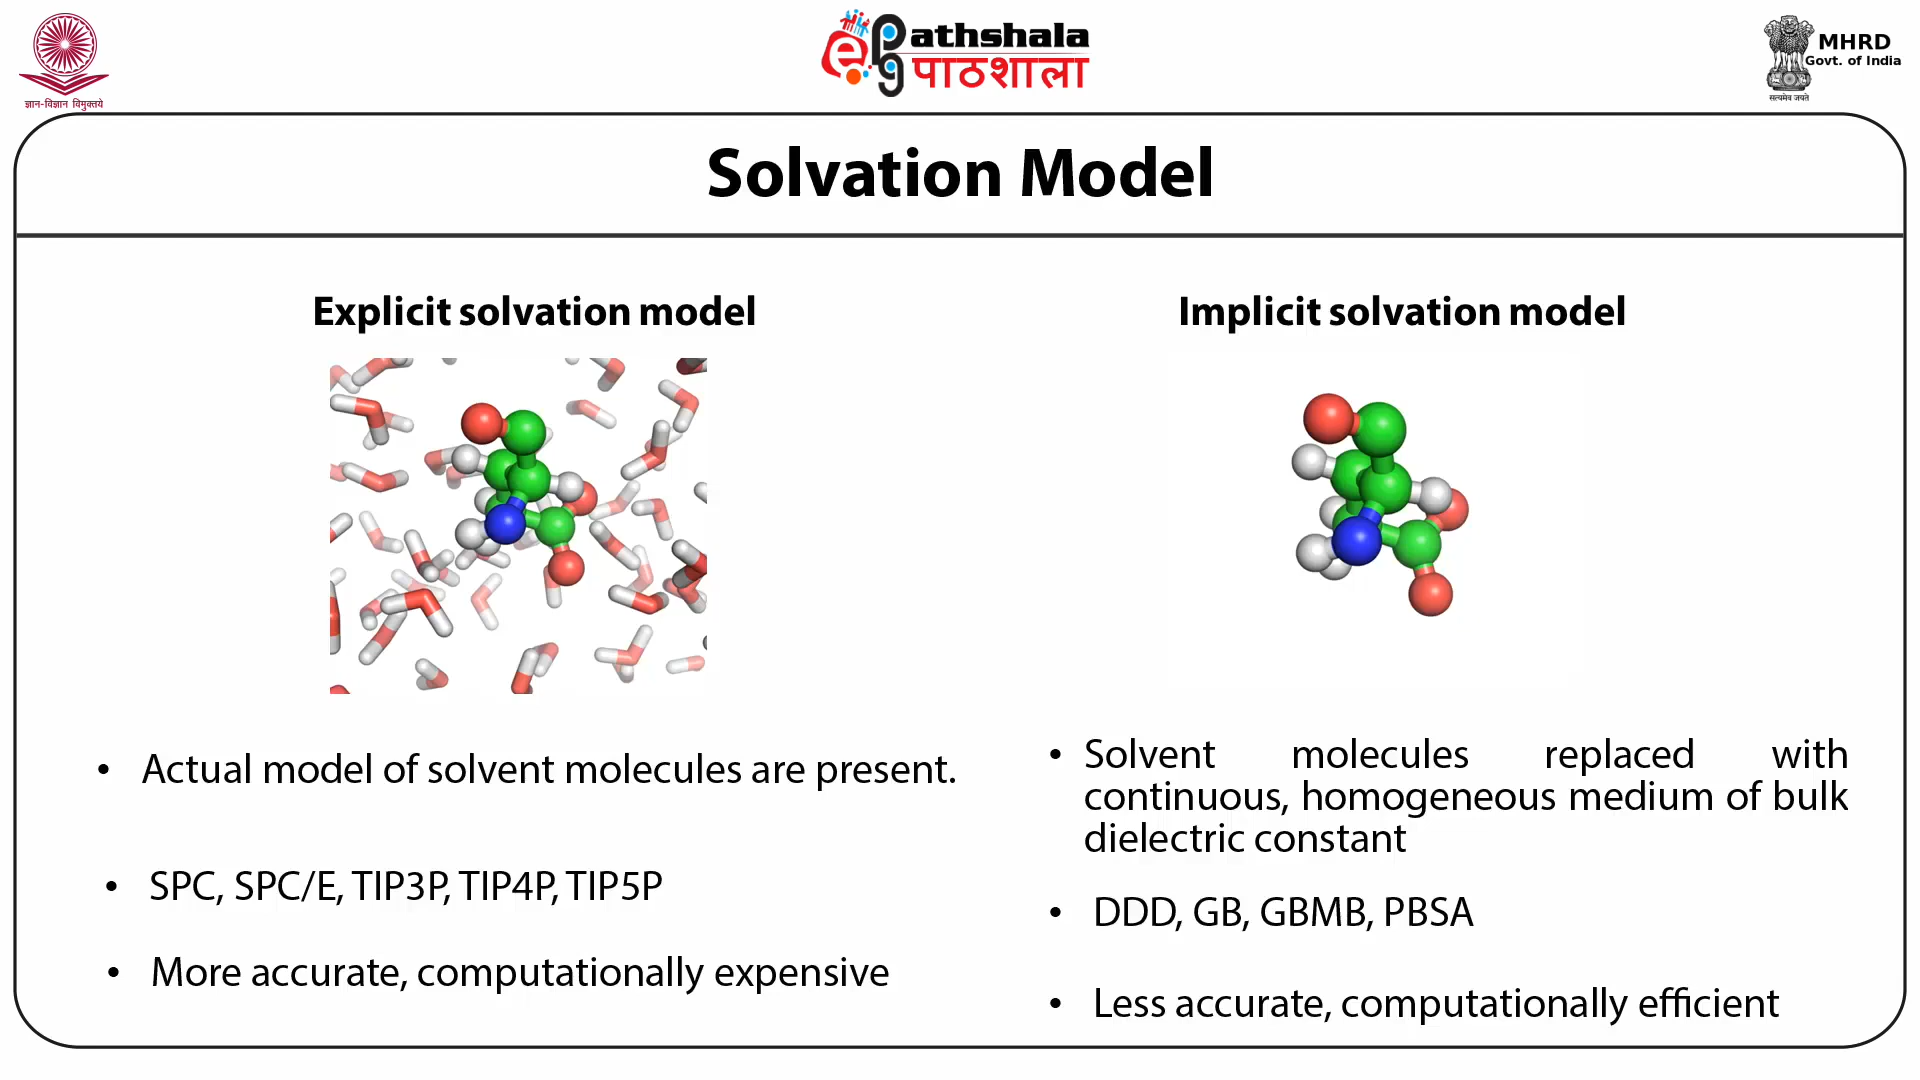 ज्ञान-विज्ञान विमुक्तये
ePathshala
पाठशाला
MHRD
Govt. of India
सत्यमेव जयते
Solvation Model
Explicit solvation model
• Actual model of solvent molecules are present.
• SPC, SPC/E, TIP3P, TIP4P, TIP5P
• More accurate, computationally expensive
Implicit solvation model
• Solvent molecules replaced with
continuous, homogeneous medium of bulk
dielectric constant
• DDD, GB, GBMB, PBSA
• Less accurate, computationally efficient